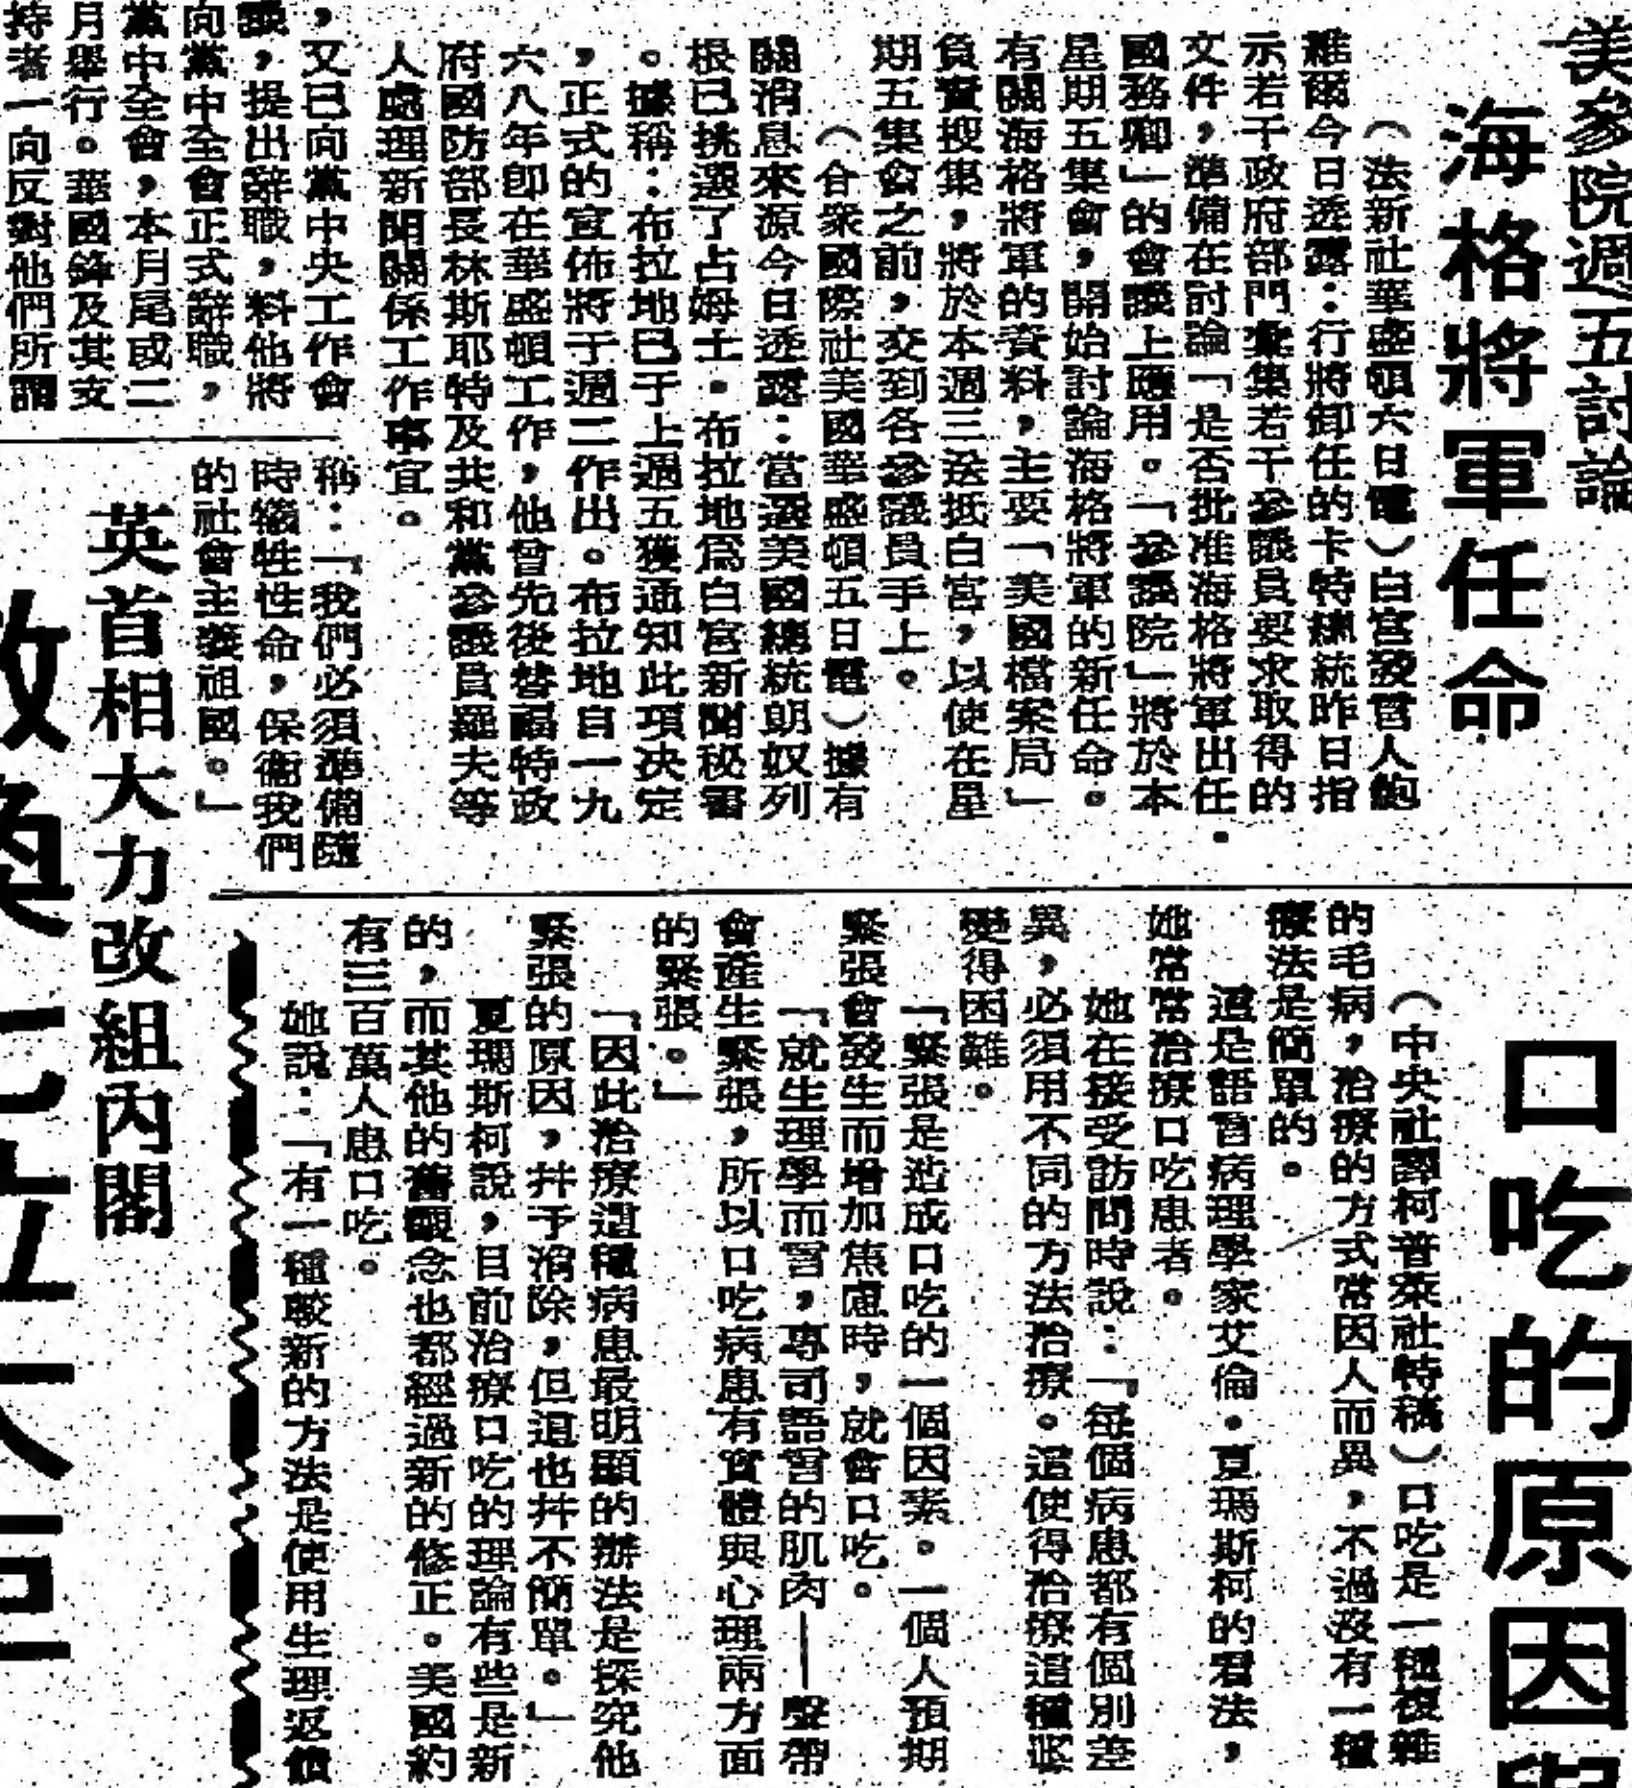 美參院週五討論
海格將軍任命
（法新社華盛頓六日電）白宮發言人鮑
維爾今日透露：行將卸任的卡特總統昨日指
示若干政府部門彙集若干參議員要求取得的
文件，準備在討論「是否批准海格將軍出任．
國務卿」的會議上應用。「參議院」將於本
星期五集會，開始討論海格將軍的新任命。
有關海格將軍的資料，主要「美國檔案局」
負責搜集，將於本週三送抵白宮，以使在星
期五集會之前，交到各參議員手上。
（合衆國際社美國華盛頓五日電）據有
關消息來源今日透露：當選美國總統朗奴列
根已挑選了占姆士．布拉地爲白宮新聞秘書
。據稱：布拉地已于上週五獲通知此項決定
，正式的宣佈將于週二作出。布拉地自一九
六八年卽在華盛頓工作，他曾先後替福特政
府國防部長林斯耶特及共和黨參議員羅夫等
人處理新聞關係工作事宜。
，又已向黨中央工作會
議，提出辭職，料他將
向黨中全會正式辭職，
黨中全會，本月尾或二
月舉行。華國鋒及其支
持者一向反對他們所謂
稱：「我們必須準備隨
時犧牲性命，保衞我們
的社會主義祖國。」
英首相大力改組內閣
口吃的原因與
（中央社譯柯普萊社特稿）口吃是一種複雜
的毛病，治療的方式常因人而異，不過沒有一種
療法是簡單的。
這是語言病理學家艾倫．夏瑪斯柯的看法，
她常常治療口吃患者。
她在接受訪問時說：「每個病患都有個別差
異，必須用不同的方法治療。這使得治療這種症
變得困難。
「緊張是造成口吃的一個因素。一個人預期
緊張會發生而增加焦慮時，就會口吃。
「就生理學而言，專司語言的肌肉——聲帶
會產生緊張，所以口吃病患有實體與心理兩方面
的緊張。」
「因此治療這種病患最明顯的辦法是探究他
緊張的原因，幷予消除，但這也幷不簡單。」
夏瑪斯柯說，目前治療口吃的理論有些是新
的，而其他的舊觀念也都經過新的修正。美國約
有三百萬人患口吃。
她說：「有一種較新的方法是使用生理返饋